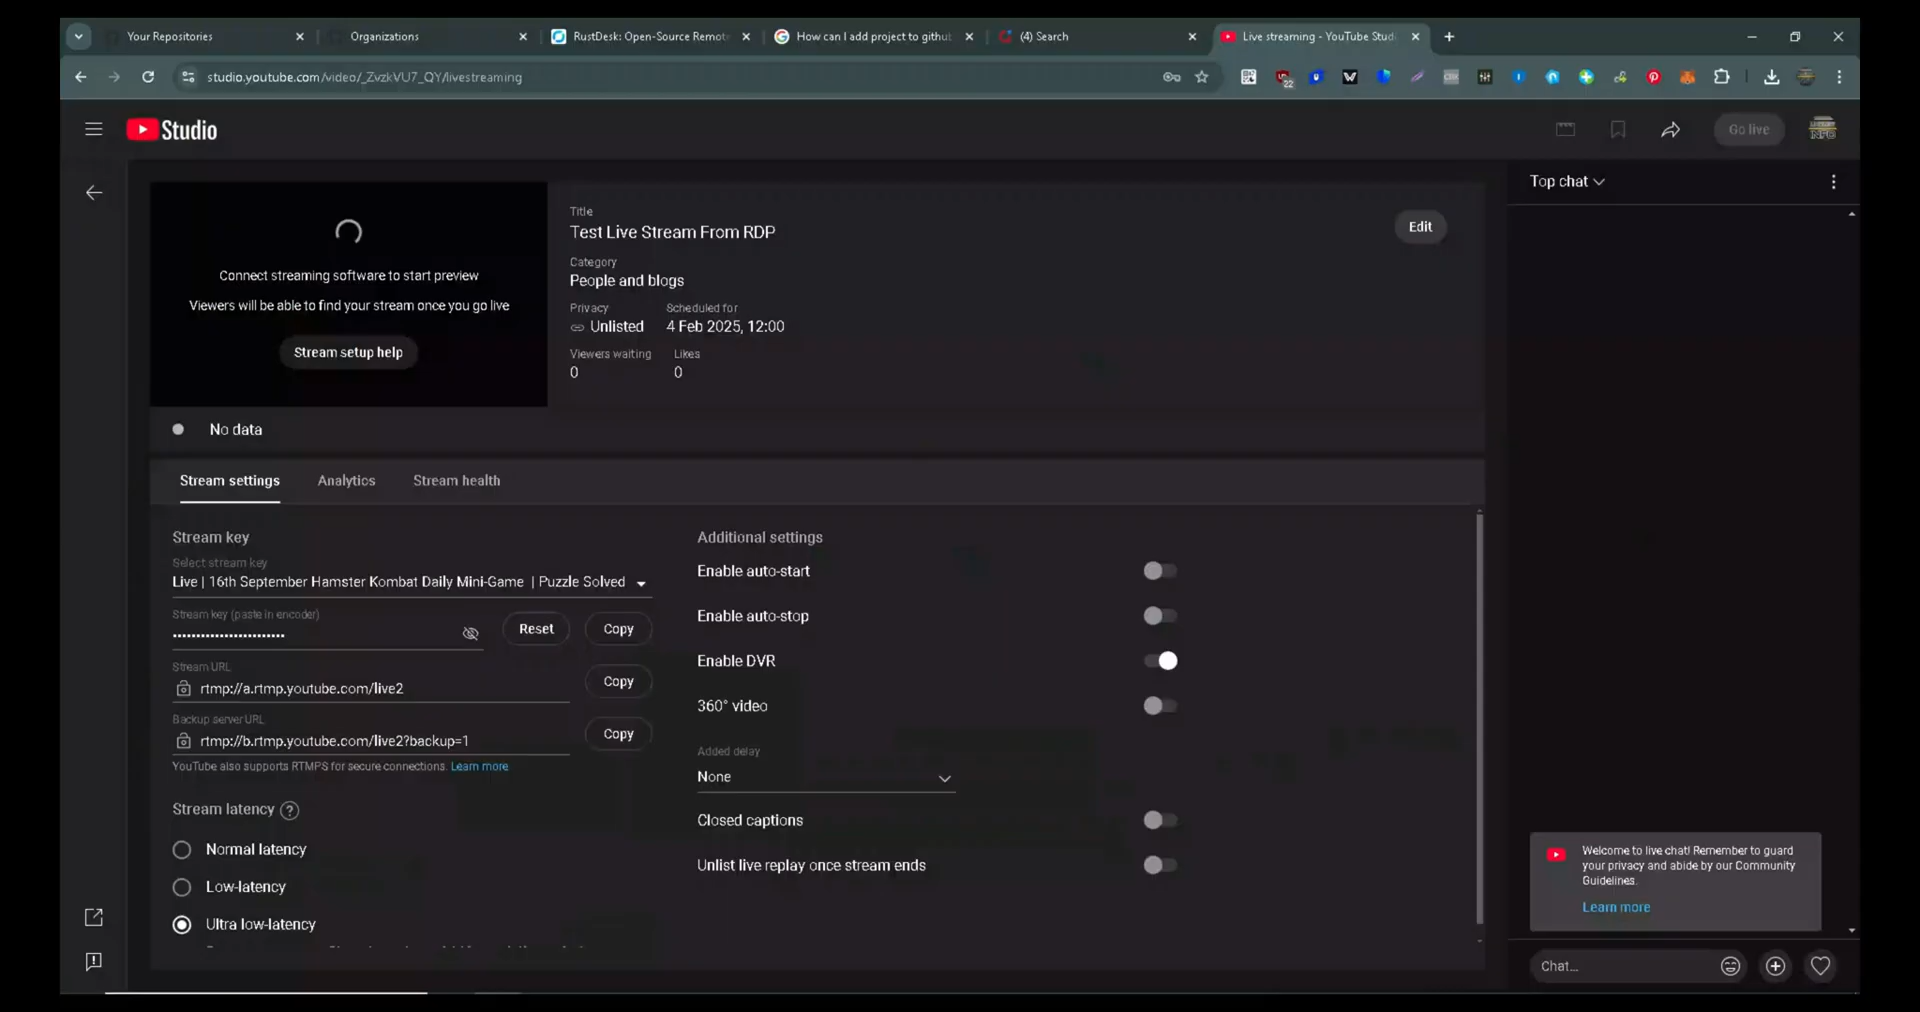 Your Repositories
Organizations
RustDesk: Open-Source Remot
How can I add project to githu
(4) Search
Live streaming - YouTube Studi
studio.youtube.com/video/_ZvzkVU7_QY/livestreaming
22
Studio
Go live
Top chat
Connect streaming software to start preview
Viewers will be able to find your stream once you go live
Stream setup help
Title
Test Live Stream From RDP
Edit
Category
People and blogs
Privacy
Scheduled for
Unlisted
4 Feb 2025, 12:00
Viewers waiting
Likes
0
0
No data
Stream settings
Analytics
Stream health
Stream key
Select stream key
Live | 16th September Hamster Kombat Daily Mini-Game | Puzzle Solved
Stream key (paste in encoder)
Reset
Copy
Stream URL
rtmp://a.rtmp.youtube.com/live2
Copy
Backup server URL
rtmp://b.rtmp.youtube.com/live2?backup=1
Copy
YouTube also supports RTMPS for secure connections. Learn more
Stream latency
Normal latency
Low-latency
Ultra low-latency
Additional settings
Enable auto-start
Enable auto-stop
Enable DVR
360° video
Added delay
None
Closed captions
Unlist live replay once stream ends
Welcome to live chat! Remember to guard
your privacy and abide by our Community
Guidelines.
Learn more
Chat...